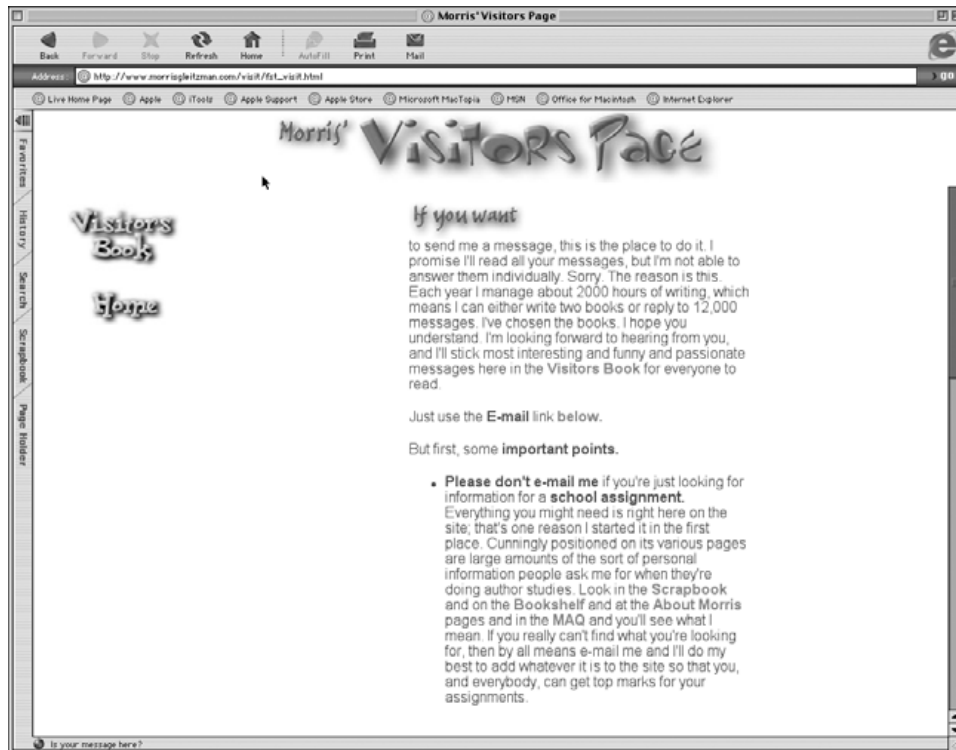 Morris' Visitors Page
Back Forward Stop Refresh Home AutoFill Print Mail
Address: http://www.morrisgleitzman.com/visit/fst_visit.html go
Live Home Page Apple iTools Apple Support Apple Store Microsoft MacTopia MSN Office for Macintosh Internet Explorer
Favorites
History
Search
Scrapbook
Page Holder
Morris' Visitors Page
Visitors
Book
Home
If you want
to send me a message, this is the place to do it. I
promise I'll read all your messages, but I'm not able to
answer them individually. Sorry. The reason is this.
Each year I manage about 2000 hours of writing, which
means I can either write two books or reply to 12,000
messages. I've chosen the books. I hope you
understand. I'm looking forward to hearing from you,
and I'll stick most interesting and funny and passionate
messages here in the Visitors Book for everyone to
read.
Just use the E-mail link below.
But first, some important points.
• Please don't e-mail me if you're just looking for
information for a school assignment.
Everything you might need is right here on the
site; that's one reason I started it in the first
place. Cunningly positioned on its various pages
are large amounts of the sort of personal
information people ask me for when they're
doing author studies. Look in the Scrapbook
and on the Bookshelf and at the About Morris
pages and in the MAQ and you'll see what I
mean. If you really can't find what you're looking
for, then by all means e-mail me and I'll do my
best to add whatever it is to the site so that you,
and everybody, can get top marks for your
assignments.
Is your message here?